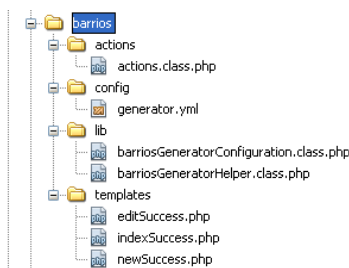 barrios
actions
actions.class.php
config
generator.yml
lib
barriosGeneratorConfiguration.class.php
barriosGeneratorHelper.class.php
templates
editSuccess.php
indexSuccess.php
newSuccess.php